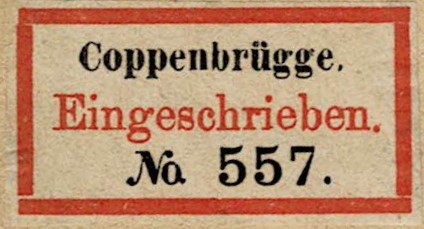 Coppenbrügge.
Eingeschrieben.
No. 557.